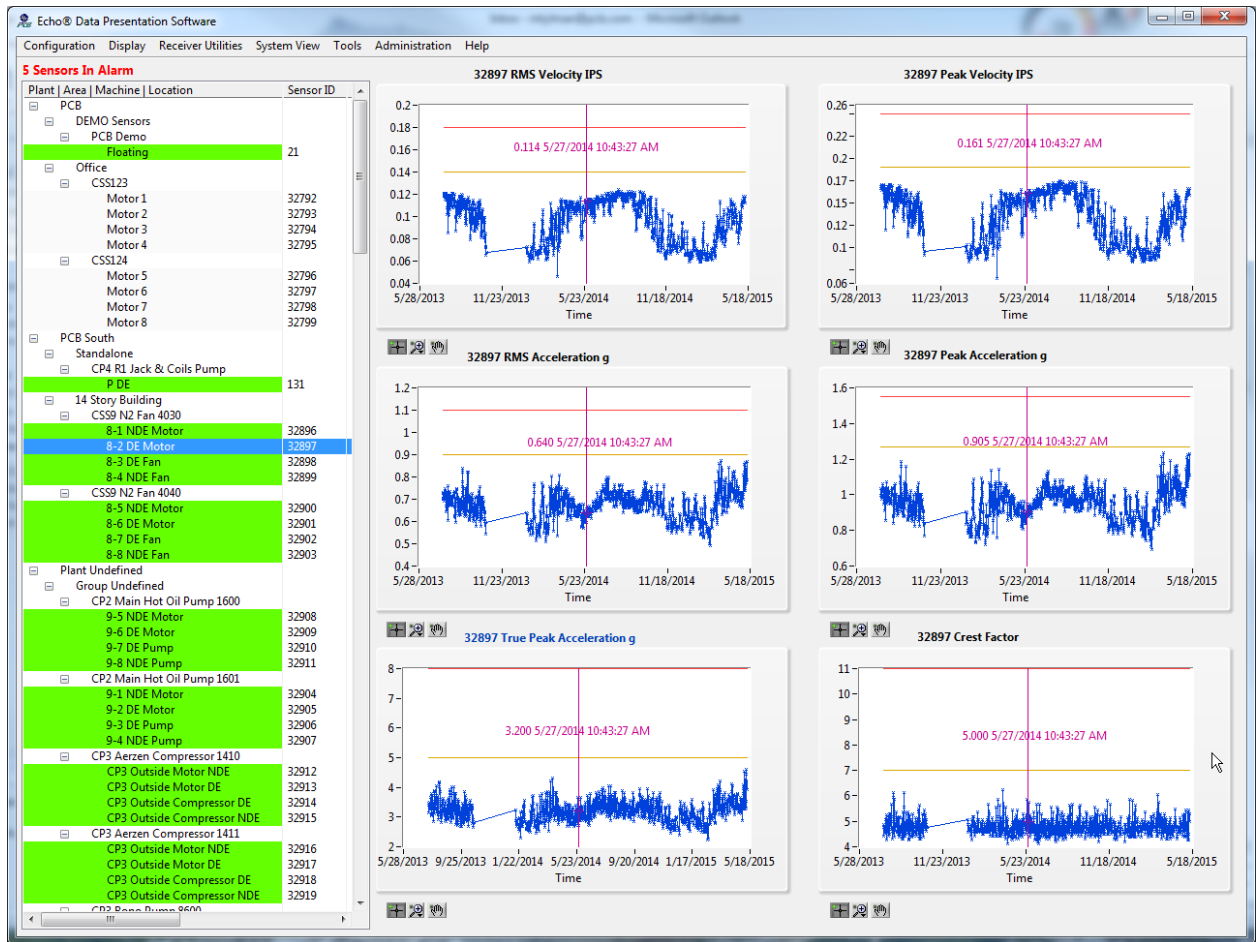 Echo® Data Presentation Software
Configuration Display Receiver Utilities System View Tools Administration Help
5 Sensors In Alarm
Plant | Area | Machine | Location Sensor ID
PCB
DEMO Sensors
PCB Demo
Floating 21
Office
CSS123
Motor 1 32792
Motor 2 32793
Motor 3 32794
Motor 4 32795
CSS124
Motor 5 32796
Motor 6 32797
Motor 7 32798
Motor 8 32799
PCB South
Standalone
CP4 R1 Jack & Coils Pump
P DE 131
14 Story Building
CSS9 N2 Fan 4030
8-1 NDE Motor 32896
8-2 DE Motor 32897
8-3 DE Fan 32898
8-4 NDE Fan 32899
CSS9 N2 Fan 4040
8-5 NDE Motor 32900
8-6 DE Motor 32901
8-7 DE Fan 32902
8-8 NDE Fan 32903
Plant Undefined
Group Undefined
CP2 Main Hot Oil Pump 1600
9-5 NDE Motor 32908
9-6 DE Motor 32909
9-7 DE Pump 32910
9-8 NDE Pump 32911
CP2 Main Hot Oil Pump 1601
9-1 NDE Motor 32904
9-2 DE Motor 32905
9-3 DE Pump 32906
9-4 NDE Pump 32907
CP3 Aerzen Compressor 1410
CP3 Outside Motor NDE 32912
CP3 Outside Motor DE 32913
CP3 Outside Compressor DE 32914
CP3 Outside Compressor NDE 32915
CP3 Aerzen Compressor 1411
CP3 Outside Motor NDE 32916
CP3 Outside Motor DE 32917
CP3 Outside Compressor DE 32918
CP3 Outside Compressor NDE 32919
32897 RMS Velocity IPS
0.2
0.18
0.16
0.14
0.12
0.1
0.08
0.06
0.04
0.114 5/27/2014 10:43:27 AM
5/28/2013 11/23/2013 5/23/2014 11/18/2014 5/18/2015
Time
32897 Peak Velocity IPS
0.26
0.22
0.2
0.17
0.15
0.12
0.1
0.06
0.161 5/27/2014 10:43:27 AM
5/28/2013 11/23/2013 5/23/2014 11/18/2014 5/18/2015
Time
32897 RMS Acceleration g
1.2
1.1
1
0.9
0.8
0.7
0.6
0.5
0.4
0.640 5/27/2014 10:43:27 AM
5/28/2013 11/23/2013 5/23/2014 11/18/2014 5/18/2015
Time
32897 Peak Acceleration g
1.6
1.4
1.2
1
0.8
0.6
0.905 5/27/2014 10:43:27 AM
5/28/2013 11/23/2013 5/23/2014 11/18/2014 5/18/2015
Time
32897 True Peak Acceleration g
8
7
6
5
4
3
2
3.200 5/27/2014 10:43:27 AM
5/28/2013 9/25/2013 1/22/2014 5/23/2014 9/20/2014 1/17/2015 5/18/2015
Time
32897 Crest Factor
11
10
9
8
7
6
5
4
5.000 5/27/2014 10:43:27 AM
5/28/2013 11/23/2013 5/23/2014 11/18/2014 5/18/2015
Time